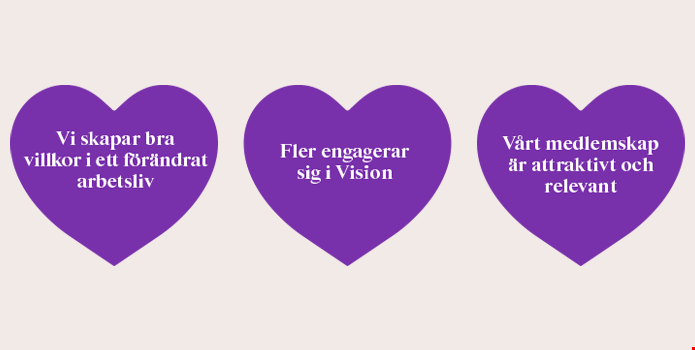 Vi skapar bra
villkor i ett förändrat
arbetsliv
Fler engagerar
sig i Vision
Vårt medlemskap
är attraktivt och
relevant